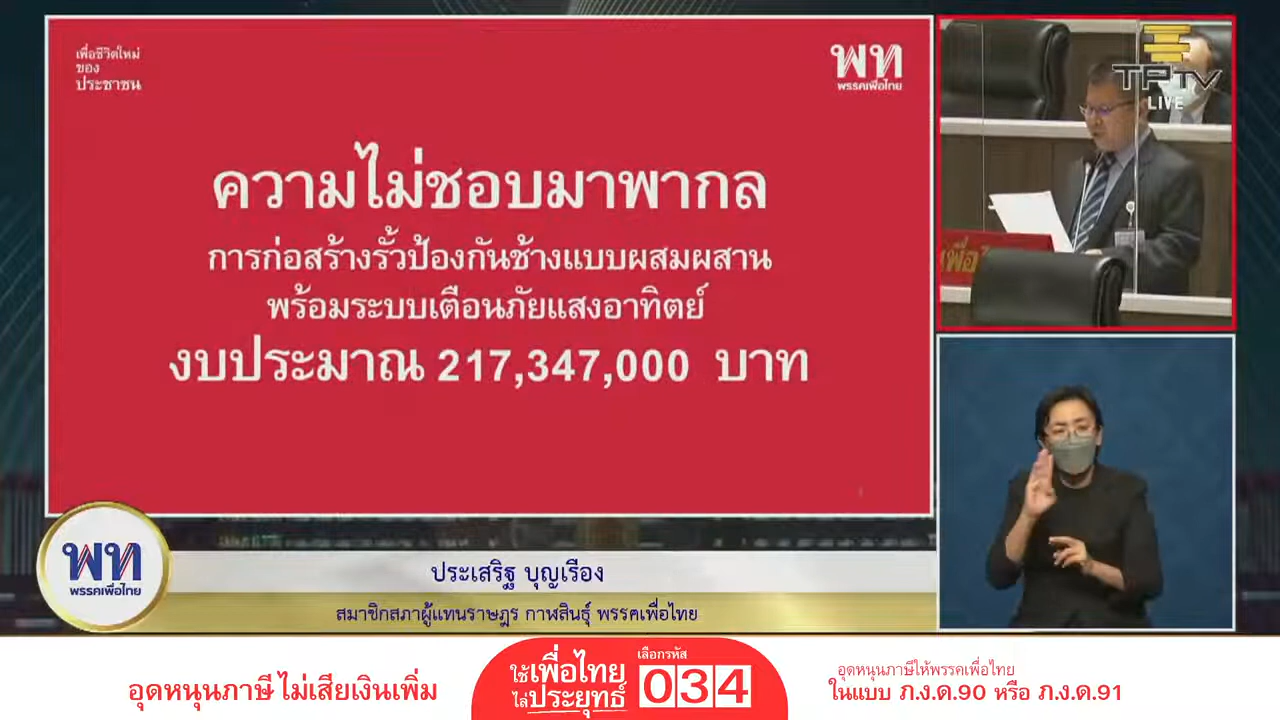 เพื่อชีวิตใหม่
ของ
ประชาชน
พท
พรรคเพื่อไทย
ความไม่ชอบมาพากล
การก่อสร้างรั้วป้องกันช้างแบบผสมผสาน
พร้อมระบบเตือนภัยแสงอาทิตย์
งบประมาณ 217,347,000 บาท
TPTV
LIVE
พท
พรรคเพื่อไทย
ประเสริฐ บุญเรือง
สมาชิกสภาผู้แทนราษฎร กาฬสินธุ์ พรรคเพื่อไทย
อุดหนุนภาษี ไม่เสียเงินเพิ่ม
ใช้เพื่อไทย
ไล่ประยุทธ์
เลือกรหัส
034
อุดหนุนภาษีให้พรรคเพื่อไทย
ในแบบ ภ.ง.ด.90 หรือ ภ.ง.ด.91